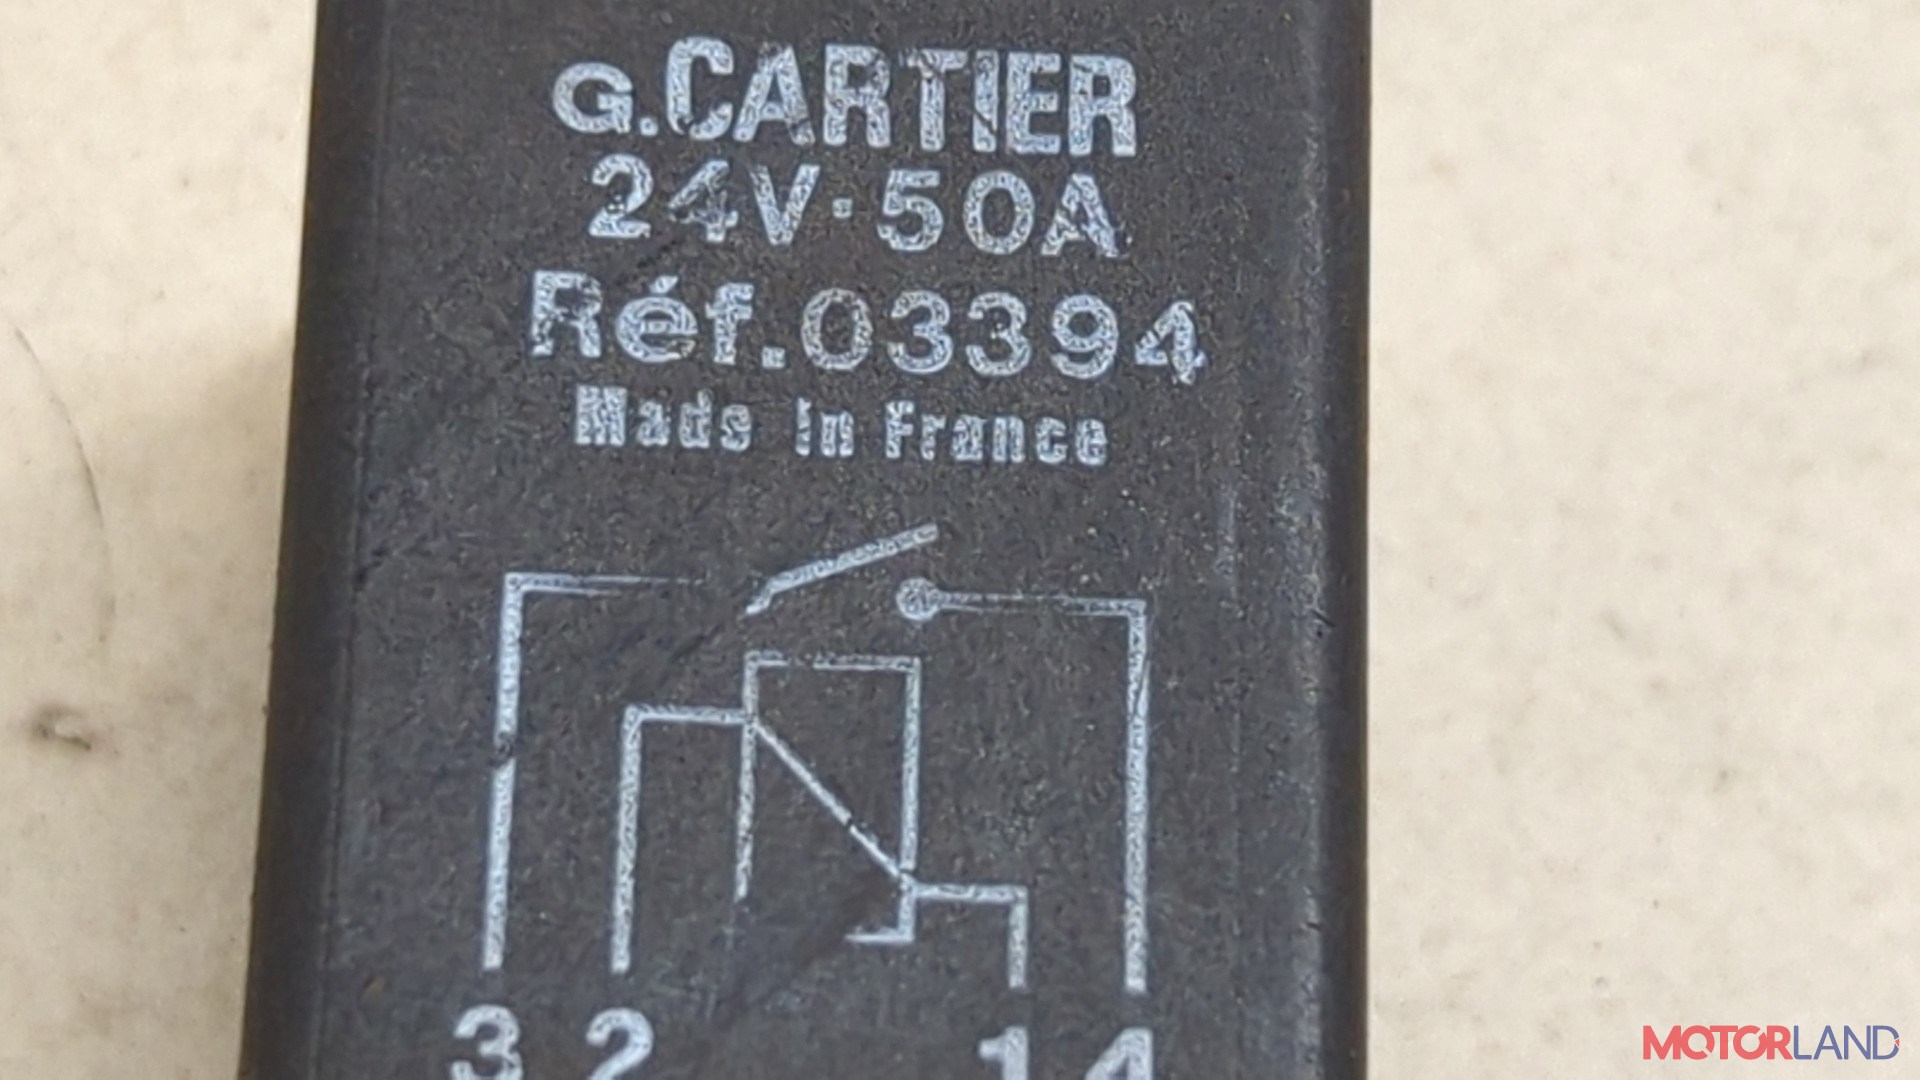 G.CARTIER
24V·50A
Réf.03394
Made in France
3 2 1 4
MOTORLAND